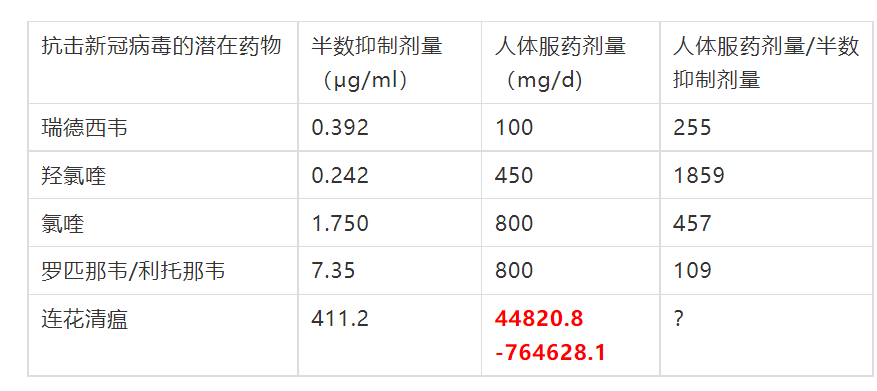 抗击新冠病毒的潜在药物
半数抑制剂量
（μg/ml）
人体服药剂量
（mg/d)
人体服药剂量/半数
抑制剂量
瑞德西韦
0.392
100
255
羟氯喹
0.242
450
1859
氯喹
1.750
800
457
罗匹那韦/利托那韦
7.35
800
109
连花清瘟
411.2
44820.8
-764628.1
？